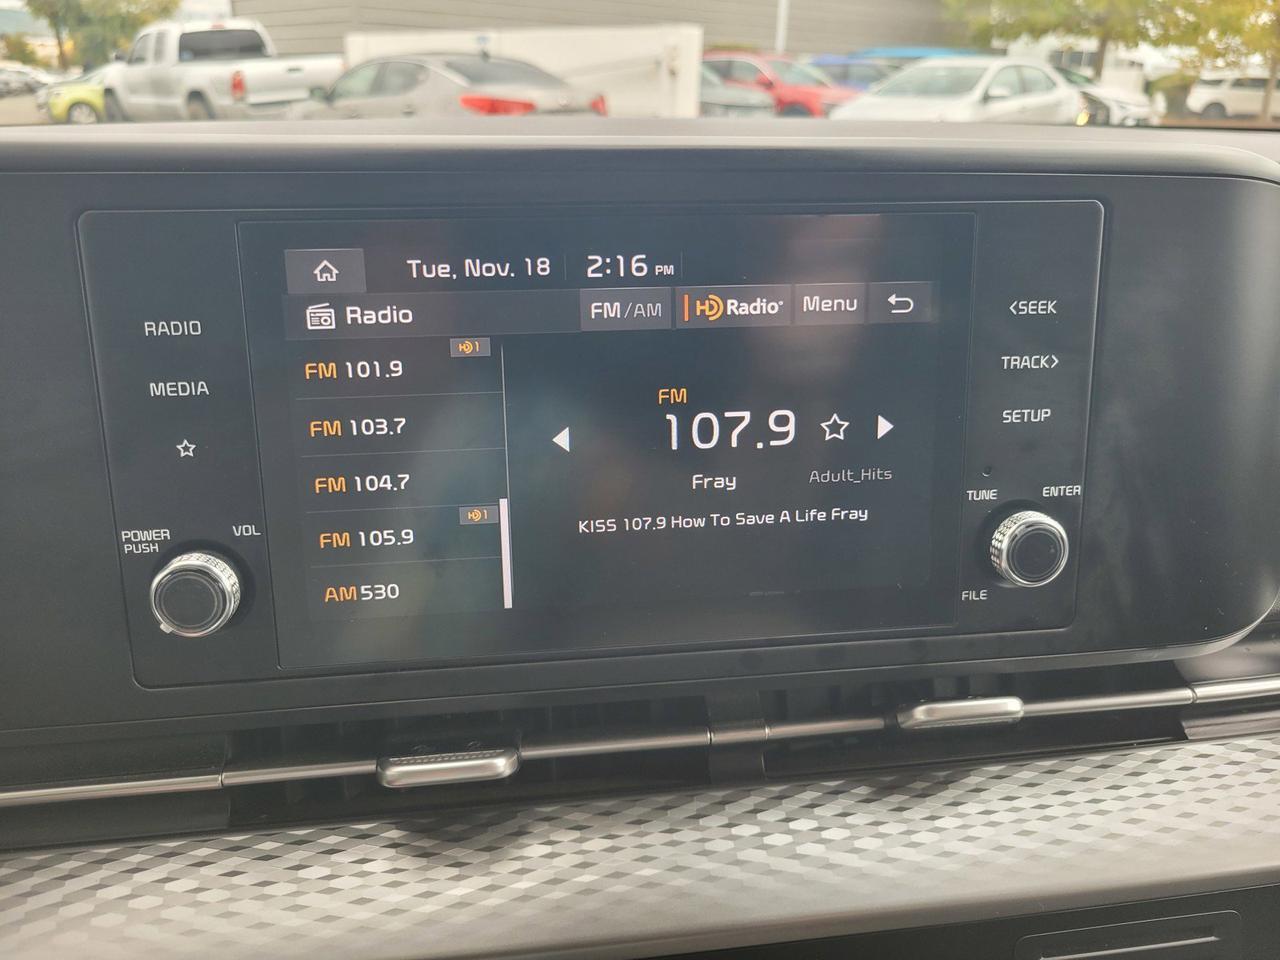 Tue, Nov. 18
2:16 PM
Radio
FM/AM
HD Radio
Menu
RADIO
MEDIA
POWER
PUSH
VOL
FM 101.9
HD1
FM 103.7
FM 104.7
FM 105.9
HD1
AM 530
FM
107.9
Fray
Adult_Hits
KISS 107.9 How To Save A Life Fray
<SEEK
TRACK>
SETUP
TUNE
ENTER
FILE